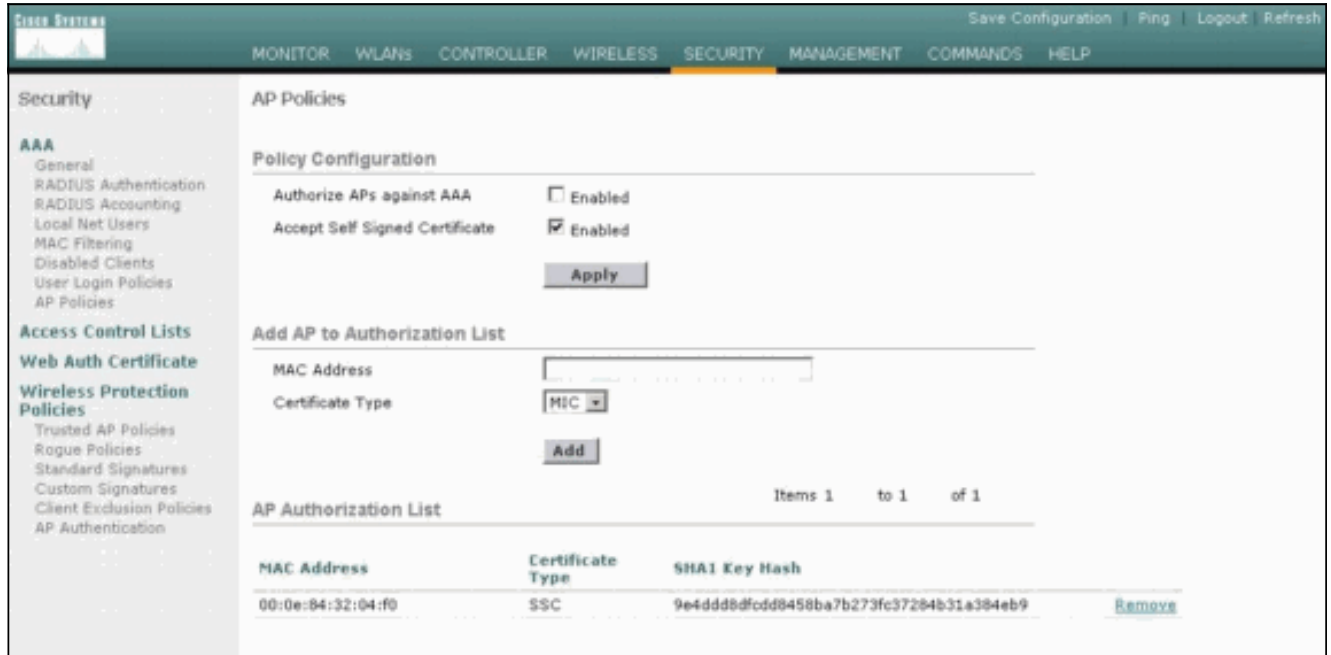 CISCO SYSTEMS
Save Configuration | Ping | Logout | Refresh
MONITOR WLANs CONTROLLER WIRELESS SECURITY MANAGEMENT COMMANDS HELP
Security
AAA
General
RADIUS Authentication
RADIUS Accounting
Local Net Users
MAC Filtering
Disabled Clients
User Login Policies
AP Policies
Access Control Lists
Web Auth Certificate
Wireless Protection
Policies
Trusted AP Policies
Rogue Policies
Standard Signatures
Custom Signatures
Client Exclusion Policies
AP Authentication
AP Policies
Policy Configuration
Authorize APs against AAA Enabled
Accept Self Signed Certificate Enabled
Apply
Add AP to Authorization List
MAC Address
Certificate Type MIC
Add
Items 1 to 1 of 1
AP Authorization List
MAC Address Certificate Type SHA1 Key Hash
00:0e:84:32:04:f0 SSC 9e4ddd8dfcdd8458ba7b273fc37284b31a384eb9 Remove